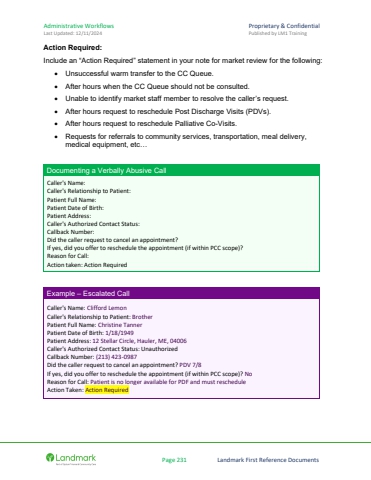 Administrative Workflows
Proprietary & Confidential
Last Updated: 12/11/2024
Published by LMI Training
Action Required:
Include an "Action Required" statement in your note for market review for the following:
• Unsuccessful warm transfer to the CC Queue.
• After hours when the CC Queue should not be consulted.
• Unable to identify market staff member to resolve the caller's request.
• After hours request to reschedule Post Discharge Visits (PDVs).
• After hours request to reschedule Palliative Co-Visits.
• Requests for referrals to community services, transportation, meal delivery,
medical equipment, etc…
Documenting a Verbally Abusive Call
Caller's Name:
Caller's Relationship to Patient:
Patient Full Name:
Patient Date of Birth:
Patient Address:
Caller's Authorized Contact Status:
Callback Number:
Did the caller request to cancel an appointment?
If yes, did you offer to reschedule the appointment (if within PCC scope)?
Reason for Call:
Action taken: Action Required
Example – Escalated Call
Caller's Name: Clifford Lemon
Caller's Relationship to Patient: Brother
Patient Full Name: Christine Tanner
Patient Date of Birth: 1/18/1949
Patient Address: 12 Stellar Circle, Hauler, ME, 04006
Caller's Authorized Contact Status: Unauthorized
Callback Number: (213) 423-0987
Did the caller request to cancel an appointment? PDV 7/8
If yes, did you offer to reschedule the appointment (if within PCC scope)? No
Reason for Call: Patient is no longer available for PDF and must reschedule
Action Taken: Action Required
Landmark
Page 231
Landmark First Reference Documents